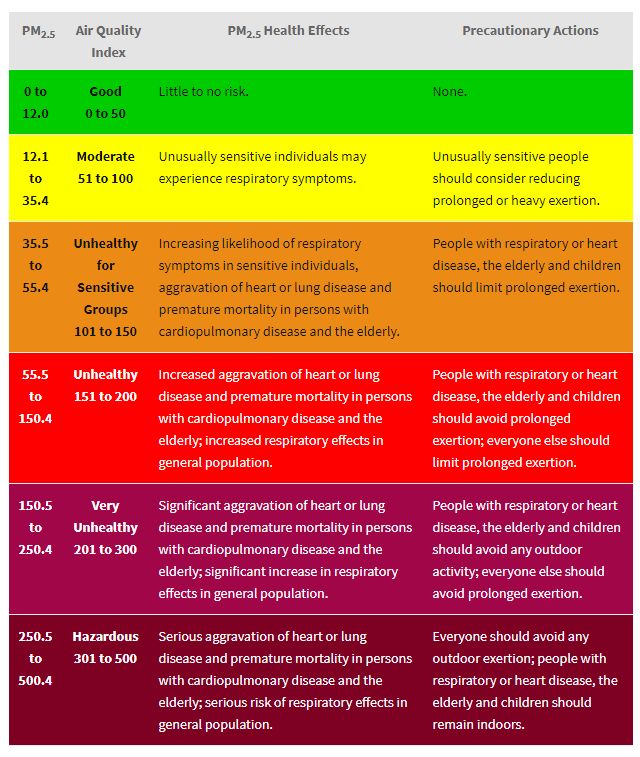 PM2.5 Air Quality Index PM2.5 Health Effects Precautionary Actions
0 to 12.0
Good
0 to 50
Little to no risk.
None.
12.1 to 35.4
Moderate
51 to 100
Unusually sensitive individuals may
experience respiratory symptoms.
Unusually sensitive people
should consider reducing
prolonged or heavy exertion.
35.5 to 55.4
Unhealthy
for
Sensitive
Groups
101 to 150
Increasing likelihood of respiratory
symptoms in sensitive individuals,
aggravation of heart or lung disease and
premature mortality in persons with
cardiopulmonary disease and the elderly.
People with respiratory or heart
disease, the elderly and children
should limit prolonged exertion.
55.5 to 150.4
Unhealthy
151 to 200
Increased aggravation of heart or lung
disease and premature mortality in persons
with cardiopulmonary disease and the
elderly; increased respiratory effects in
general population.
People with respiratory or heart
disease, the elderly and children
should avoid prolonged
exertion; everyone else should
limit prolonged exertion.
150.5 to 250.4
Very
Unhealthy
201 to 300
Significant aggravation of heart or lung
disease and premature mortality in persons
with cardiopulmonary disease and the
elderly; significant increase in respiratory
effects in general population.
People with respiratory or heart
disease, the elderly and children
should avoid any outdoor
activity; everyone else should
avoid prolonged exertion.
250.5 to 500.4
Hazardous
301 to 500
Serious aggravation of heart or lung
disease and premature mortality in persons
with cardiopulmonary disease and the
elderly; serious risk of respiratory effects in
general population.
Everyone should avoid any
outdoor exertion; people with
respiratory or heart disease, the
elderly and children should
remain indoors.